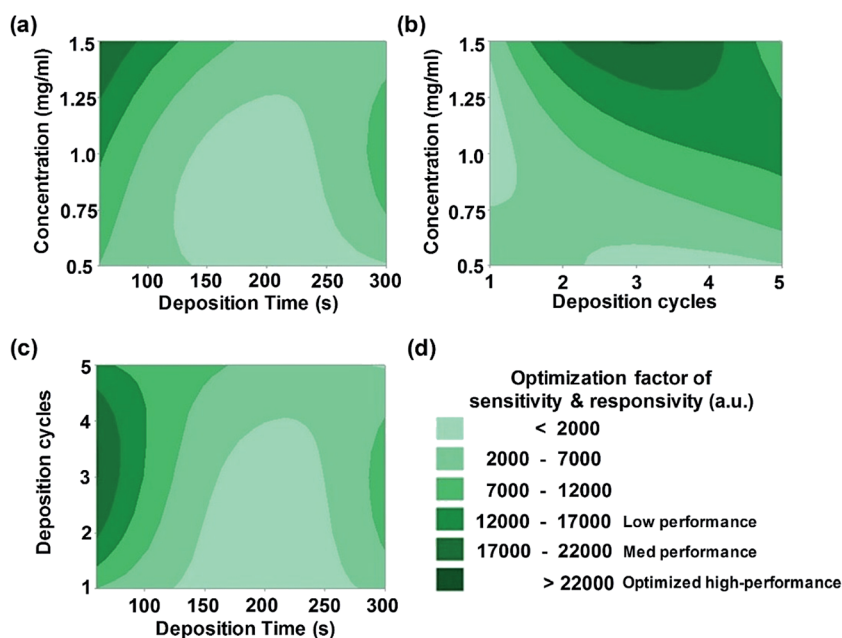 (a)
1.5
1.25
1.0
0.75
0.5
Concentration (mg/ml)
100 150 200 250 300
Deposition Time (s)
(b)
1.5
1.25
1.0
0.75
0.5
Concentration (mg/ml)
1 2 3 4 5
Deposition cycles
(c)
5
4
3
2
1
Deposition cycles
100 150 200 250 300
Deposition Time (s)
(d)
Optimization factor of
sensitivity & responsivity (a.u.)
< 2000
2000 - 7000
7000 - 12000
12000 - 17000 Low performance
17000 - 22000 Med performance
> 22000 Optimized high-performance